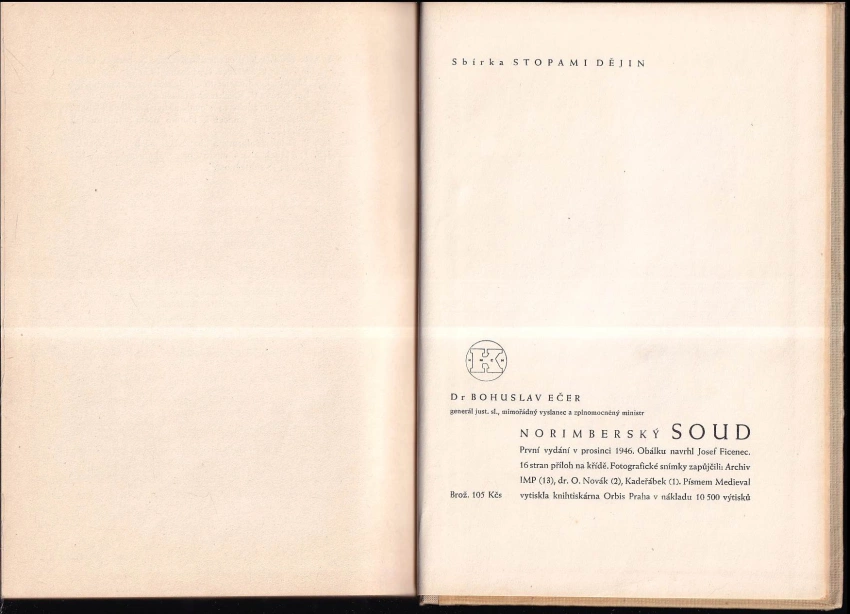 Sbírka STOPAMI DĚJIN
K
Dr BOHUSLAV EČER
generál just. sl., mimořádný vyslanec a zplnomocněný ministr
NORIMBERSKÝ SOUD
První vydání v prosinci 1946. Obálku navrhl Josef Ficenec.
16 stran příloh na křídě. Fotografické snímky zapůjčili: Archiv
IMP (13), dr. O. Novák (2), Kadeřábek (1). Písmem Medieval
Brož. 105 Kčs vytiskla knihtiskárna Orbis Praha v nákladu 10 500 výtisků